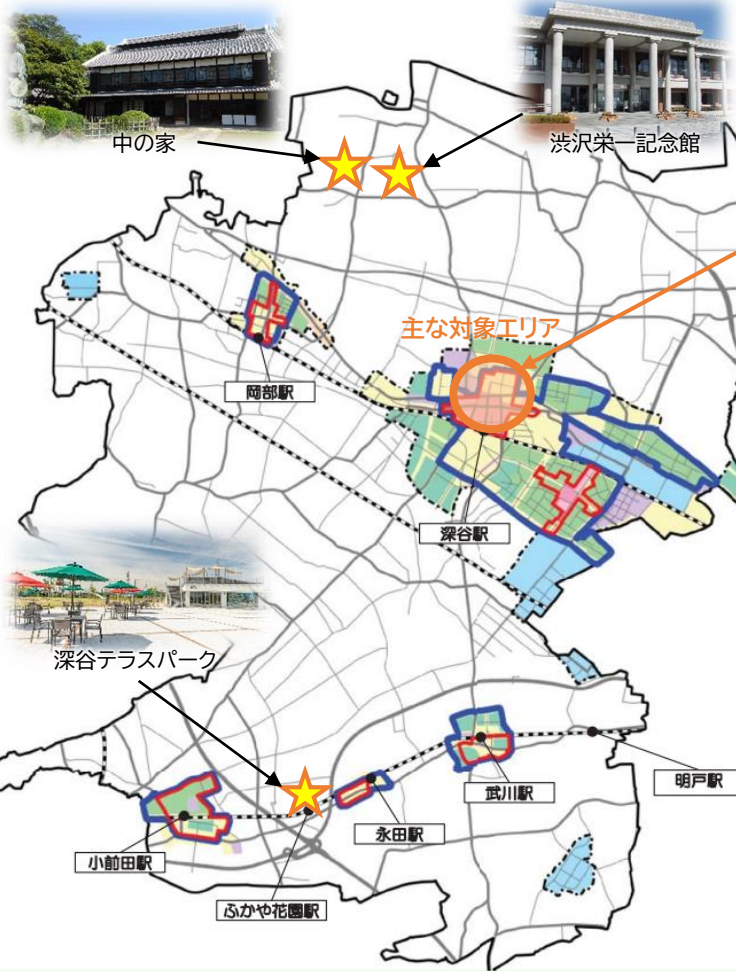 中の家
渋沢栄一記念館
主な対象エリア
岡部駅
深谷駅
深谷テラスパーク
明戸駅
武川駅
永田駅
小前田駅
ふかや花園駅